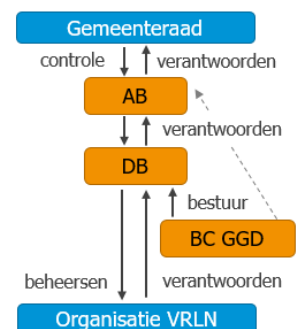 Gemeenteraad
controle verantwoorden
AB
verantwoorden
DB
bestuur
BC GGD
beheersen verantwoorden
Organisatie VRLN